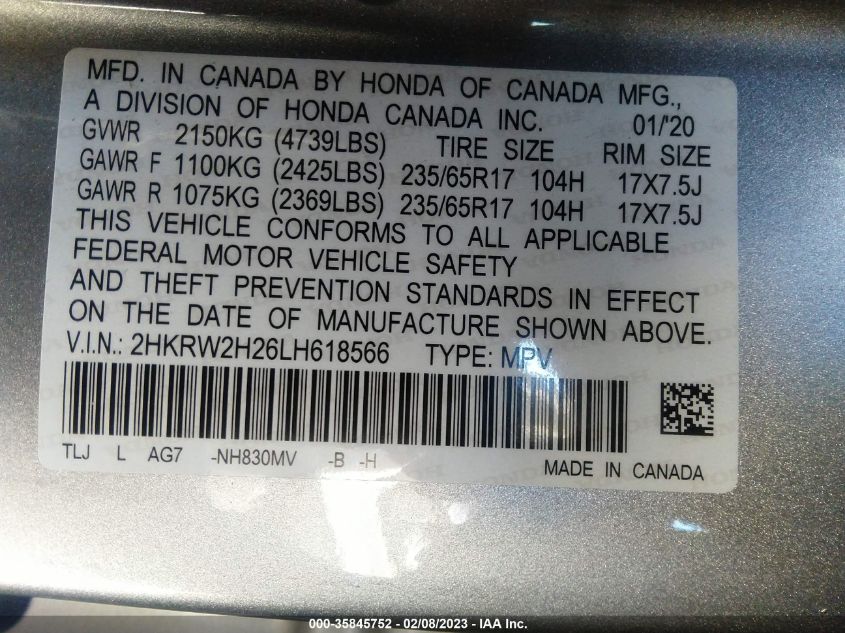 MFD. IN CANADA BY HONDA OF CANADA MFG.,
A DIVISION OF HONDA CANADA INC. 01/'20
GVWR 2150KG (4739LBS) TIRE SIZE RIM SIZE
GAWR F 1100KG (2425LBS) 235/65R17 104H 17X7.5J
GAWR R 1075KG (2369LBS) 235/65R17 104H 17X7.5J
THIS VEHICLE CONFORMS TO ALL APPLICABLE
FEDERAL MOTOR VEHICLE SAFETY
AND THEFT PREVENTION STANDARDS IN EFFECT
ON THE DATE OF MANUFACTURE SHOWN ABOVE.
V.I.N.: 2HKRW2H26LH618566 TYPE: MPV
TLJ L AG7 -NH830MV -B -H
MADE IN CANADA
000-35845752 - 02/08/2023 - IAA Inc.